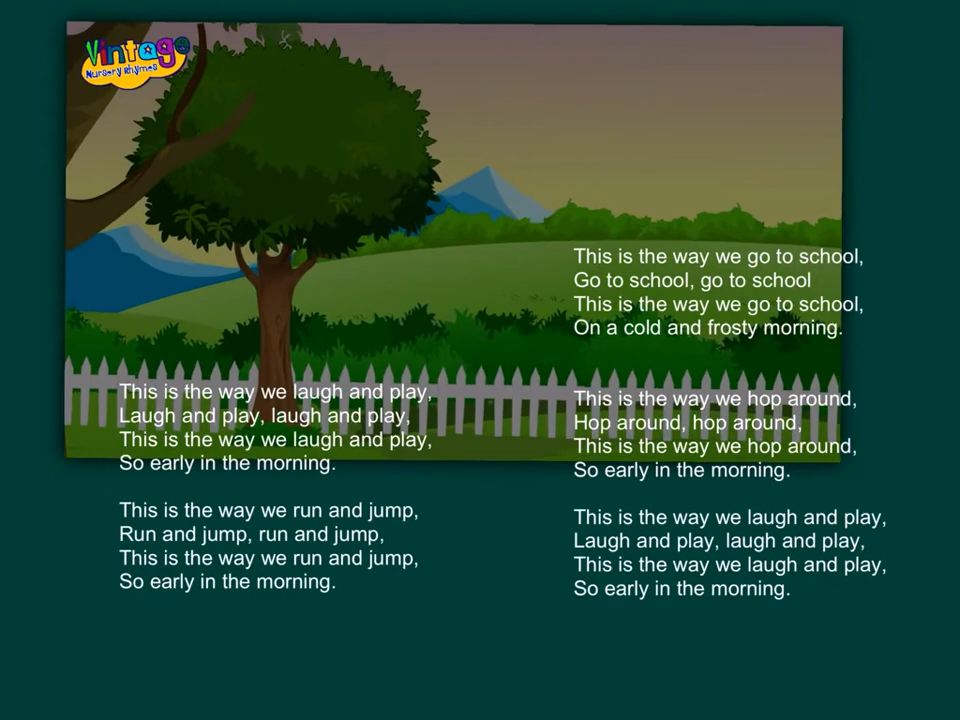 Vintage
Nursery Rhymes
This is the way we laugh and play,
Laugh and play, laugh and play,
This is the way we laugh and play,
So early in the morning.
This is the way we run and jump,
Run and jump, run and jump,
This is the way we run and jump,
So early in the morning.
This is the way we go to school,
Go to school, go to school
This is the way we go to school,
On a cold and frosty morning.
This is the way we hop around,
Hop around, hop around,
This is the way we hop around,
So early in the morning.
This is the way we laugh and play,
Laugh and play, laugh and play,
This is the way we laugh and play,
So early in the morning.